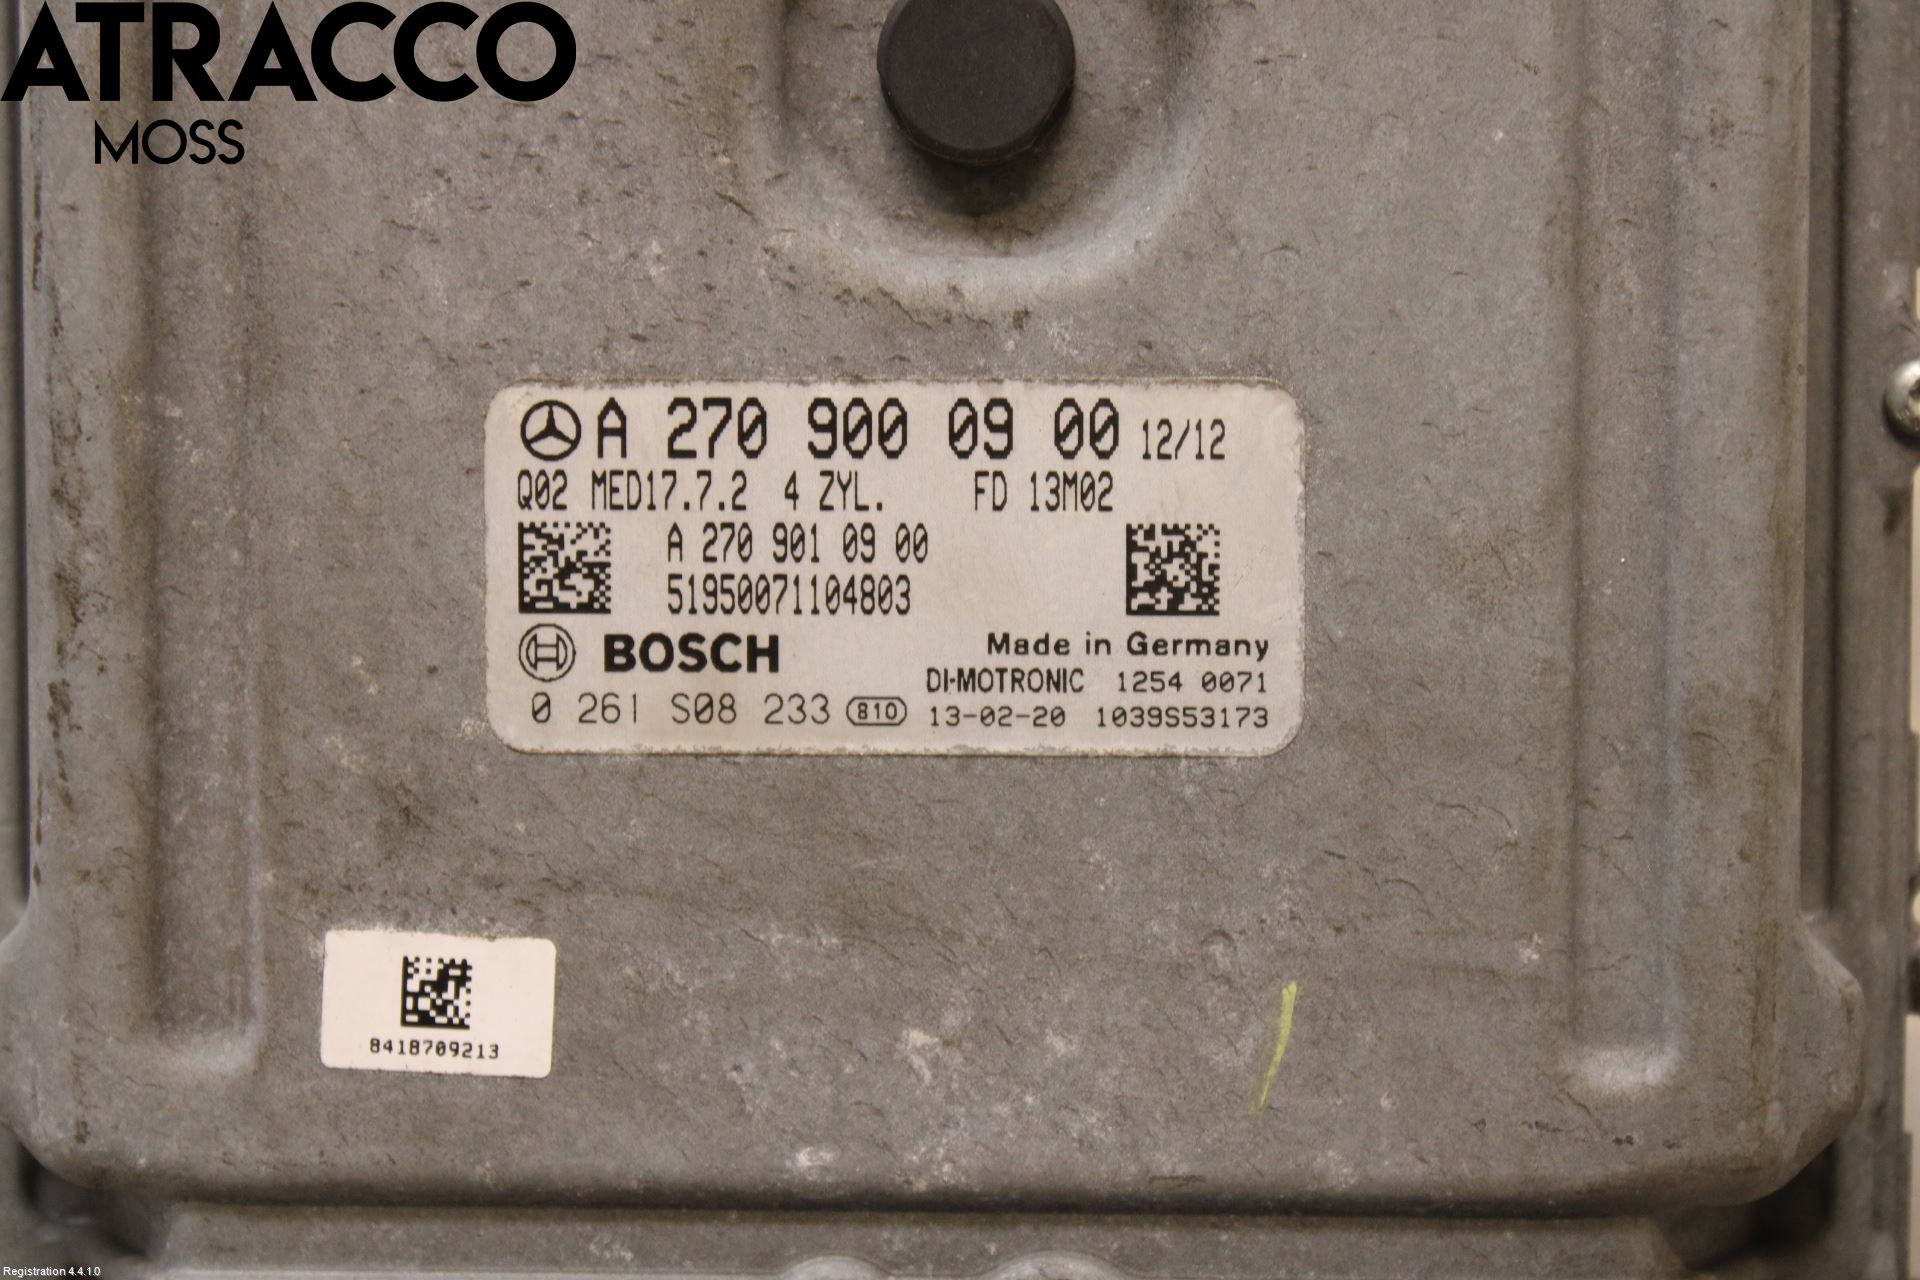 ATRACCO
MOSS
A 270 900 09 00 12/12
Q02 MED17.7.2 4 ZYL. FD 13M02
A 270 901 09 00
51950071104803
BOSCH
Made in Germany
DI-MOTRONIC 1254 0071
0 261 S08 233 810 13-02-20 1039S53173
8418709213
Registration 4.4.1.0